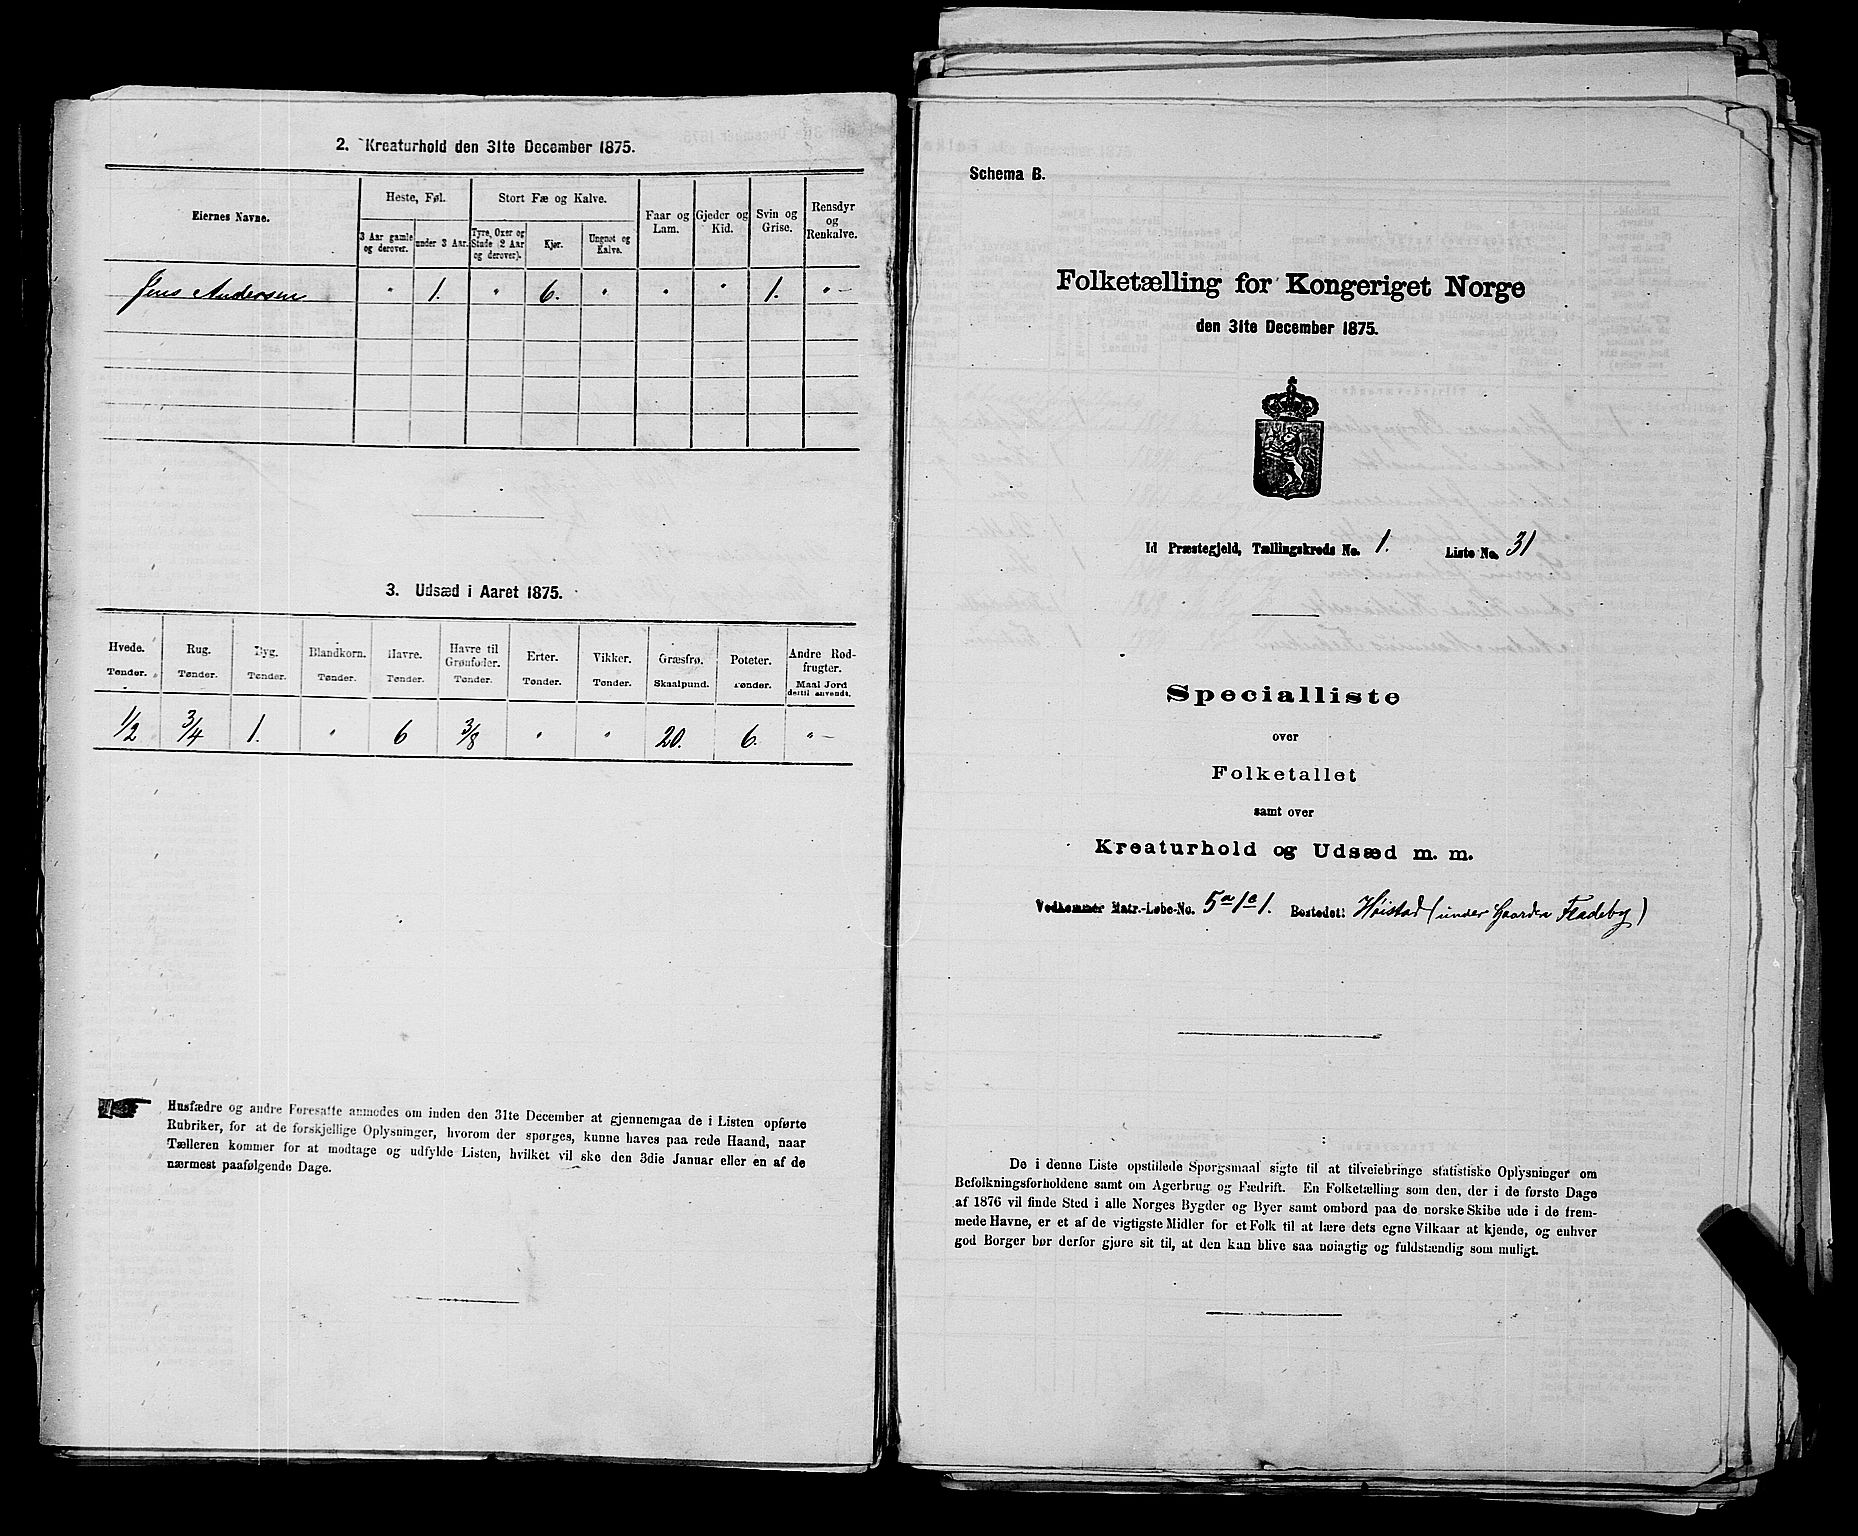 2. Kreaturhold den 31te December 1875.
Eiernes Navne.
Heste, Føl.
Stort Fæ og Kalve.
Faar og Lam.
Gjeder og Kid.
Svin og Grise.
Rensdyr og Renkalve.
3 Aar gamle og derover.
under 3 Aar.
Tyre, Oxer og Stude (2 Aar og derover).
Kjør.
Ungnøt og Kalve.
Jens Andersen " 1. " 6. " " " 1. "
3. Udsæd i Aaret 1875.
Hvede. Rug. Byg. Blandkorn. Havre. Havre til Grønfoder. Erter. Vikker. Græsfrø. Poteter. Andre Rodfrugter.
Tønder. Tønder. Tønder. Tønder. Tønder. Tønder. Tønder. Tønder. Skaalpund. Tønder. Maal Jord dertil anvendt.
1/2 3/4 1. " 6 3/8 " " 20. 6. "
Husfædre og andre Foresatte anmodes om inden den 31te December at gjennemgaa de i Listen opførte
Rubriker, for at de forskjellige Oplysninger, hvorom der spørges, kunne haves paa rede Haand, naar
Tælleren kommer for at modtage og udfylde Listen, hvilket vil ske den 3die Januar eller en af de
nærmest paafølgende Dage.
Schema B.
Folketælling for Kongeriget Norge
den 31te December 1875.
Id Præstegjeld, Tællingskreds No. 1. Liste No. 31
Specialliste
over
Folketallet
samt over
Kreaturhold og Udsæd m. m.
Vedkommer Matr.-Løbe-No. 5a1e1. Bostedet: Høistad (under Gaarden Fladeby)
De i denne Liste opstillede Spørgsmaal sigte til at tilveiebringe statistiske Oplysninger om
Befolkningsforholdene samt om Agerbrug og Fædrift. En Folketælling som den, der i de første Dage
af 1876 vil finde Sted i alle Norges Bygder og Byer samt ombord paa de norske Skibe ude i de frem-
mede Havne, er et af de vigtigste Midler for et Folk til at lære dets egne Vilkaar at kjende, og enhver
god Borger bør derfor gjøre sit til, at den kan blive saa nøiagtig og fuldstændig som muligt.